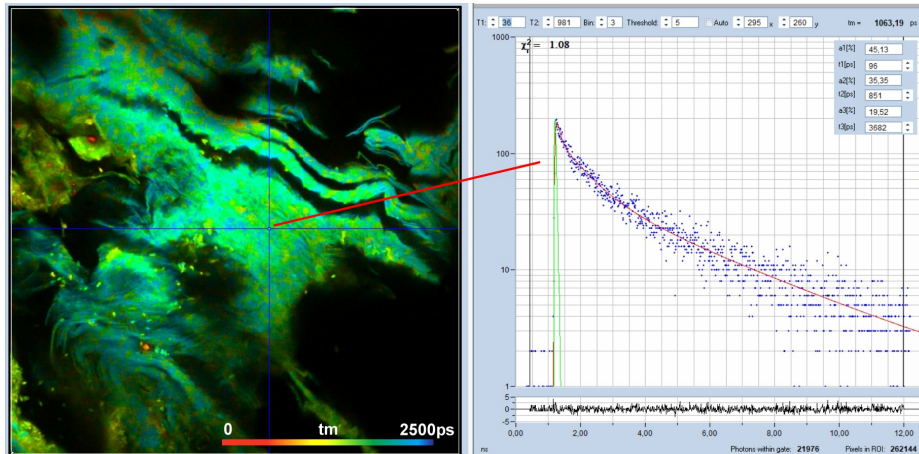 T1: 36 T2: 981 Bin: 3 Threshold: 5 Auto 295 x 260 y tm = 1063,19 ps
1000
χr² = 1.08
a1[%] 45,13
t1[ps] 96
a2[%] 35,35
t2[ps] 851
a3[%] 19,52
t3[ps] 3682
100
10
1
5
0
-5
0,00 2,00 4,00 6,00 8,00 10,00 12,00
ns Photons within gate: 21976 Pixels in ROI: 262144
0 tm 2500ps